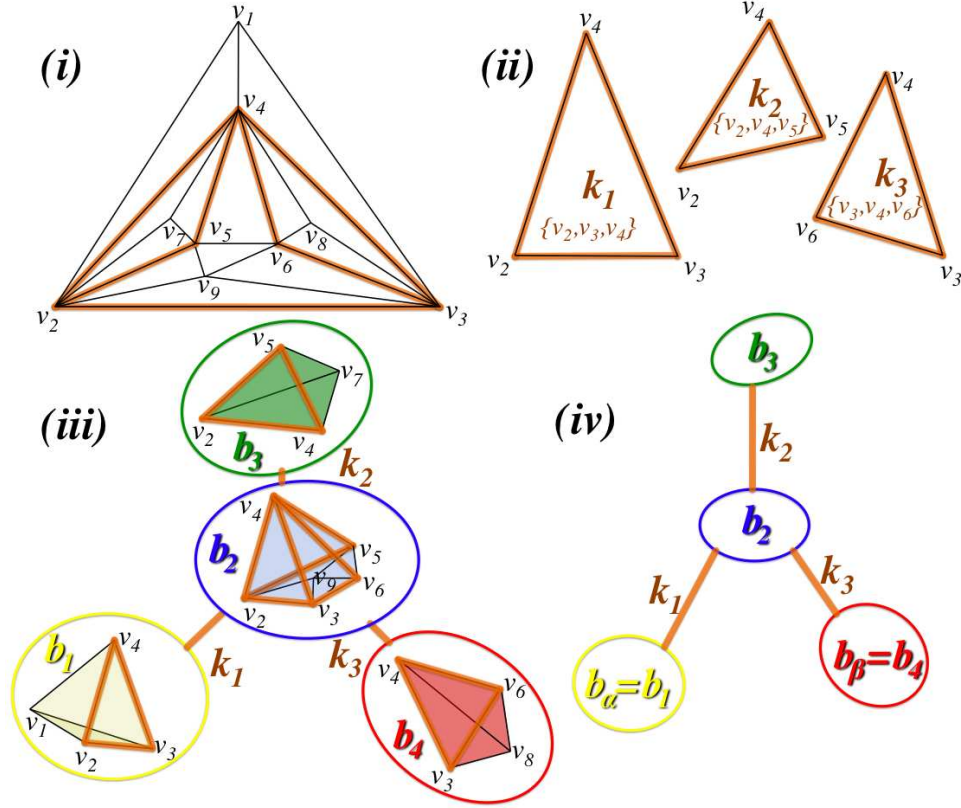 (i)
v1
v4
v7
v5
v6
v8
v9
v2
v3
(ii)
v4
k1
{v2,v3,v4}
v2
v3
v4
k2
{v2,v4,v5}
v5
v2
v4
k3
{v3,v4,v6}
v6
v3
(iii)
v5
v7
v2
v4
b3
k2
v4
b2
v5
v9
v6
v2
v3
k1
k3
b1
v4
v1
v2
v3
v4
v6
b4
v3
v8
(iv)
b3
k2
b2
k1
k3
bα=b1
bβ=b4